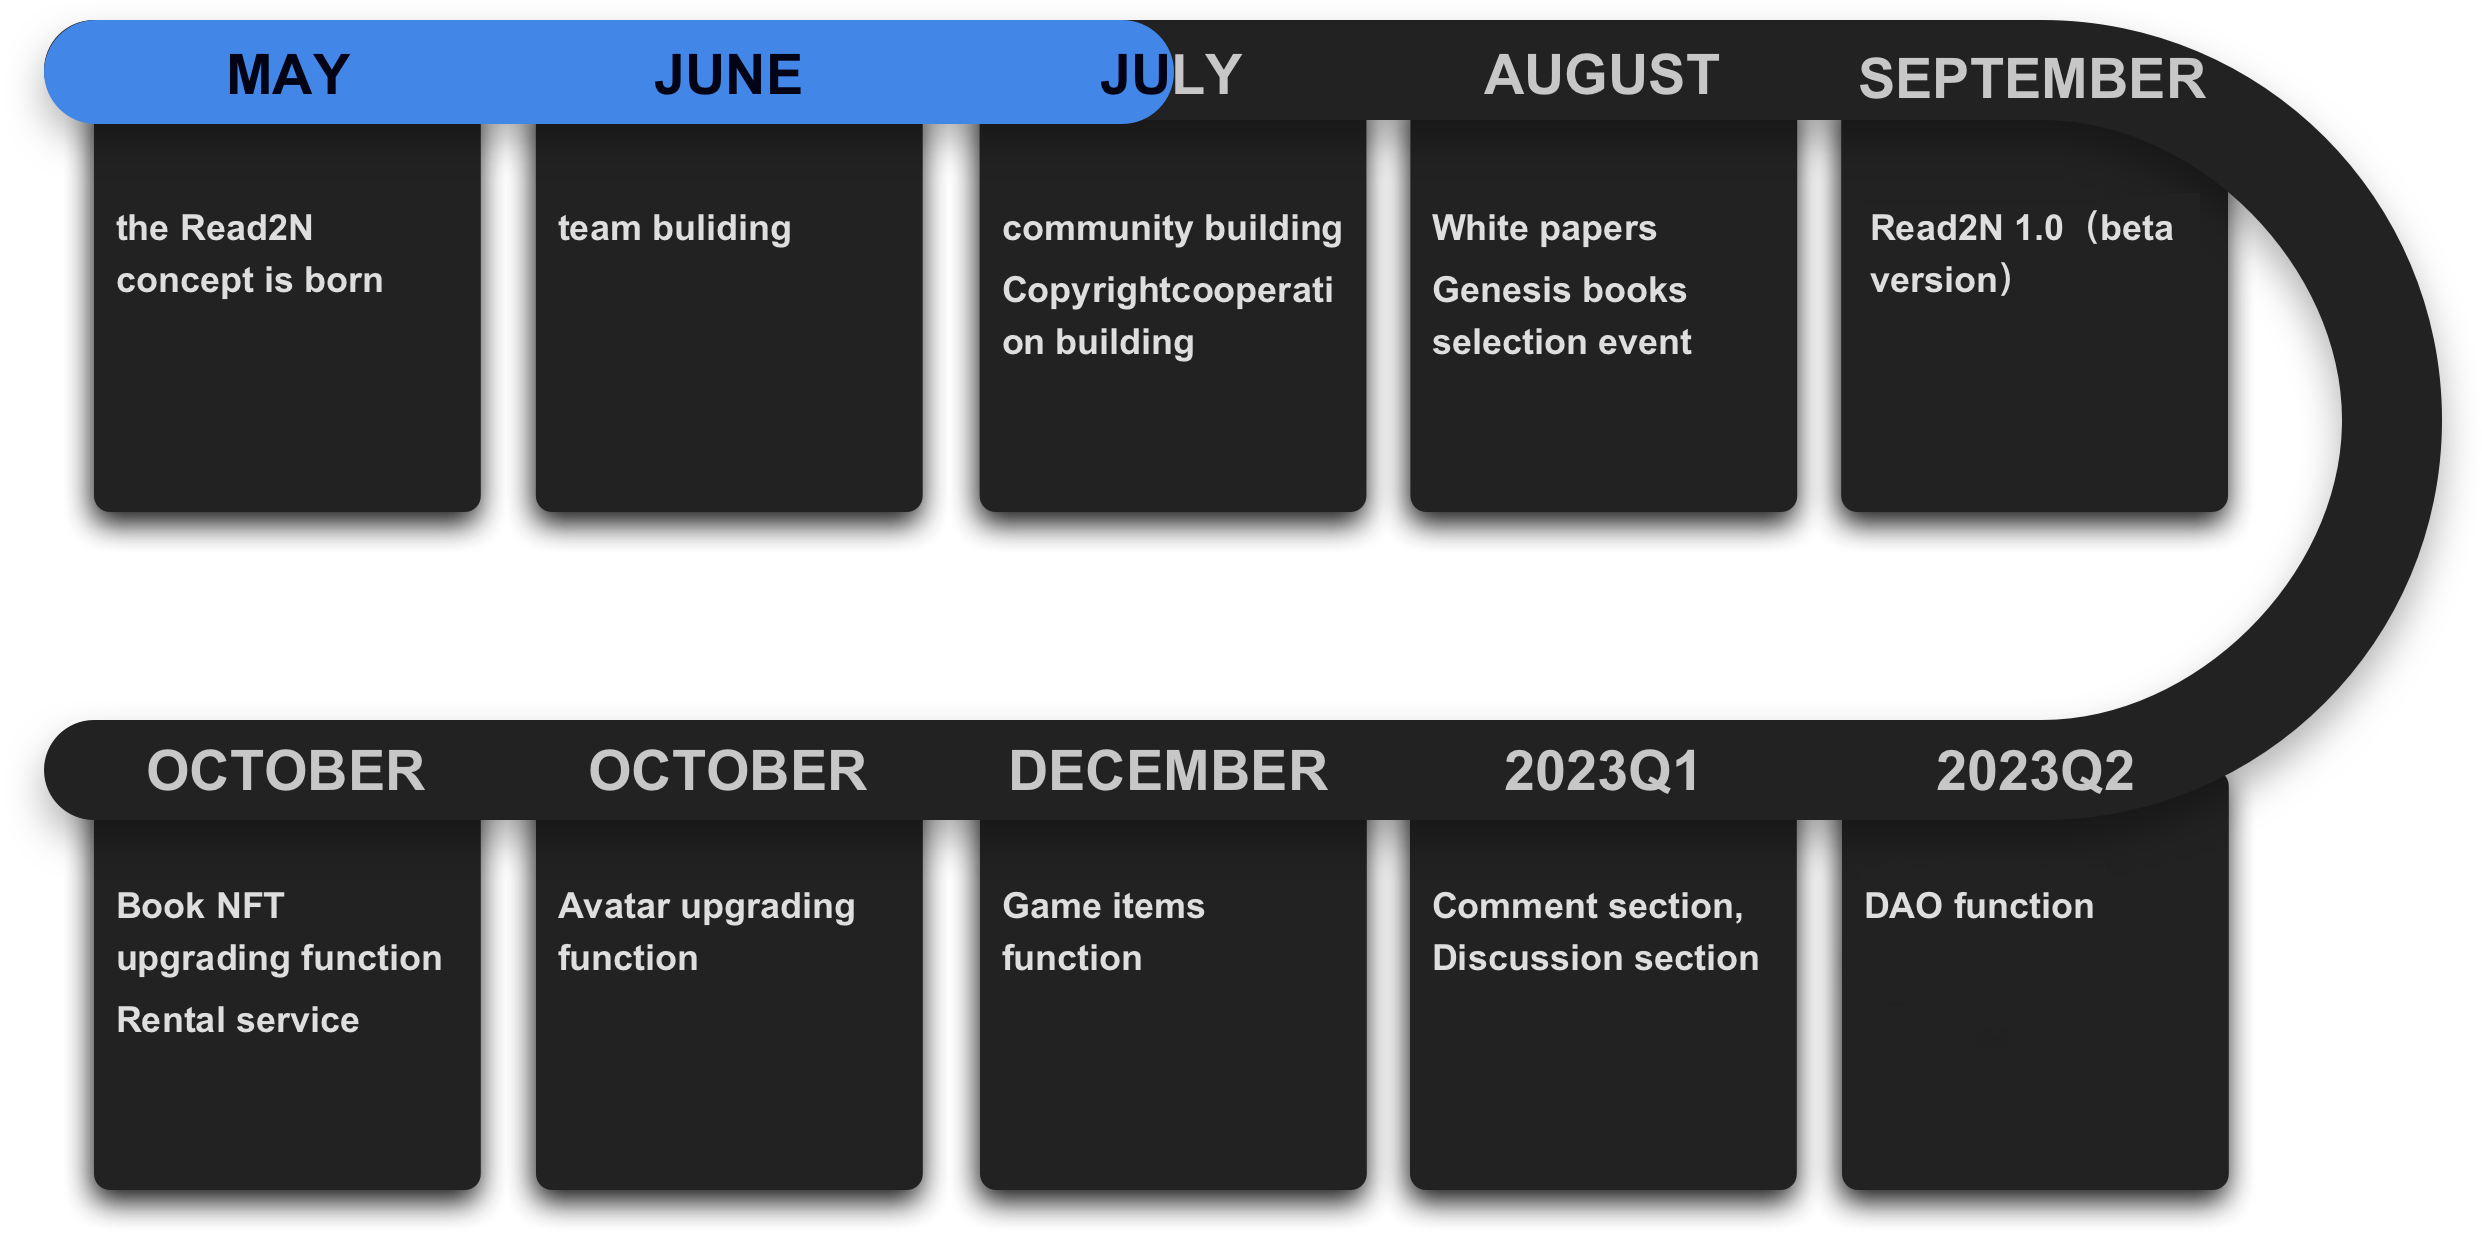 MAY
JUNE
JULY
AUGUST
SEPTEMBER
the Read2N
concept is born
team buliding
community building
Copyrightcooperati
on building
White papers
Genesis books
selection event
Read2N 1.0（beta
version）
OCTOBER
OCTOBER
DECEMBER
2023Q1
2023Q2
Book NFT
upgrading function
Rental service
Avatar upgrading
function
Game items
function
Comment section,
Discussion section
DAO function